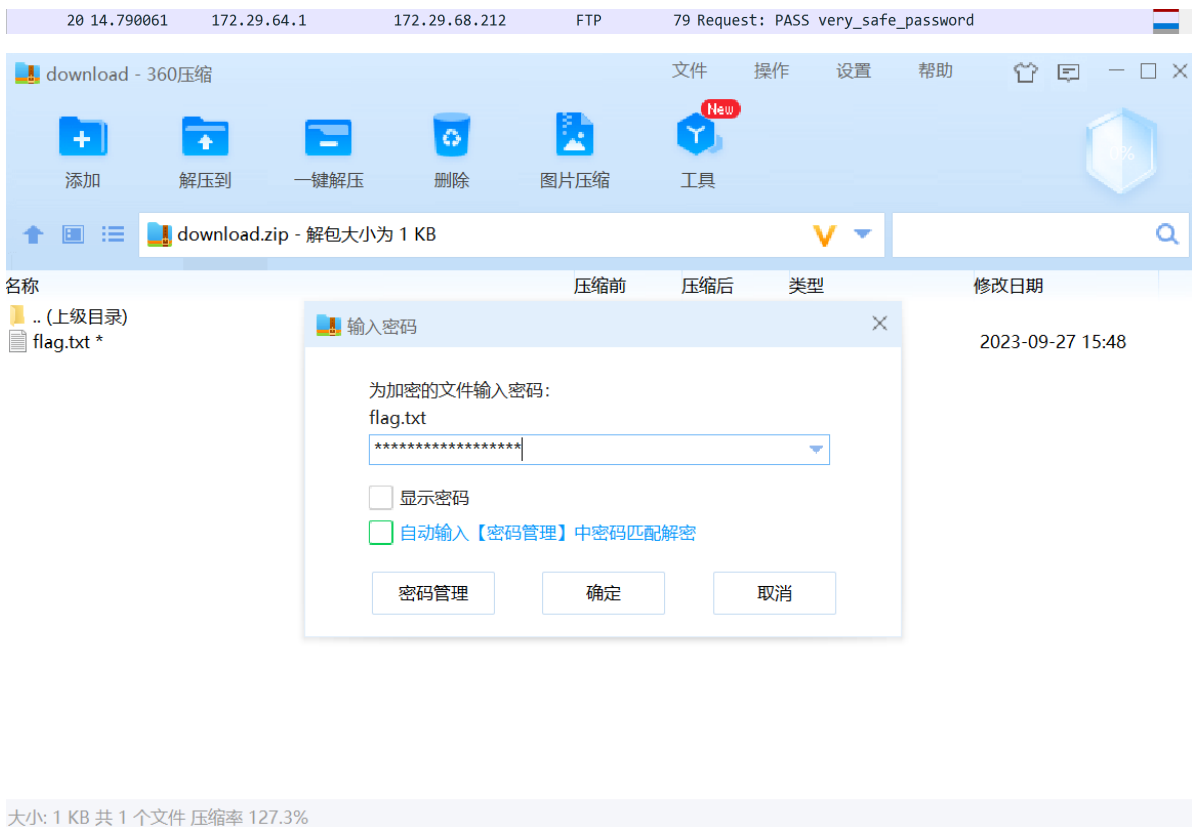 20 14.790061 172.29.64.1 172.29.68.212 FTP 79 Request: PASS very_safe_password
download - 360压缩 文件 操作 设置 帮助
New
0%
添加 解压到 一键解压 删除 图片压缩 工具
download.zip - 解包大小为 1 KB
名称 压缩前 压缩后 类型 修改日期
.. (上级目录)
flag.txt * 2023-09-27 15:48
输入密码
为加密的文件输入密码:
flag.txt
******************
显示密码
自动输入【密码管理】中密码匹配解密
密码管理 确定 取消
大小: 1 KB 共 1 个文件 压缩率 127.3%